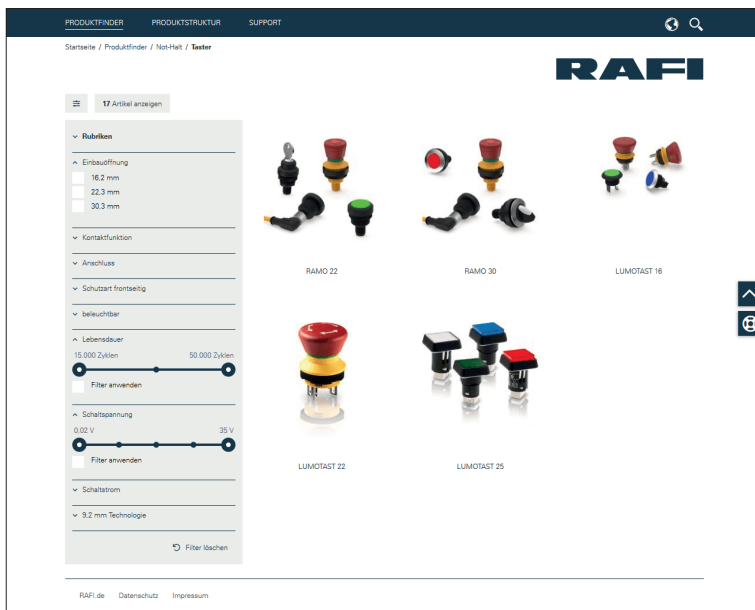 PRODUKTFINDER PRODUKTSTRUKTUR SUPPORT
Startseite / Produktfinder / Not-Halt / Taster
RAFI
17 Artikel anzeigen
Rubriken
Einbauöffnung
16,2 mm
22,3 mm
30,3 mm
Kontaktfunktion
Anschluss
Schutzart frontseitig
beleuchtbar
Lebensdauer
15.000 Zyklen 50.000 Zyklen
Filter anwenden
Schaltspannung
0,02 V 35 V
Filter anwenden
Schaltstrom
9.2 mm Technologie
Filter löschen
RAMO 22 RAMO 30 LUMOTAST 16
LUMOTAST 22 LUMOTAST 25
RAFI.de Datenschutz Impressum